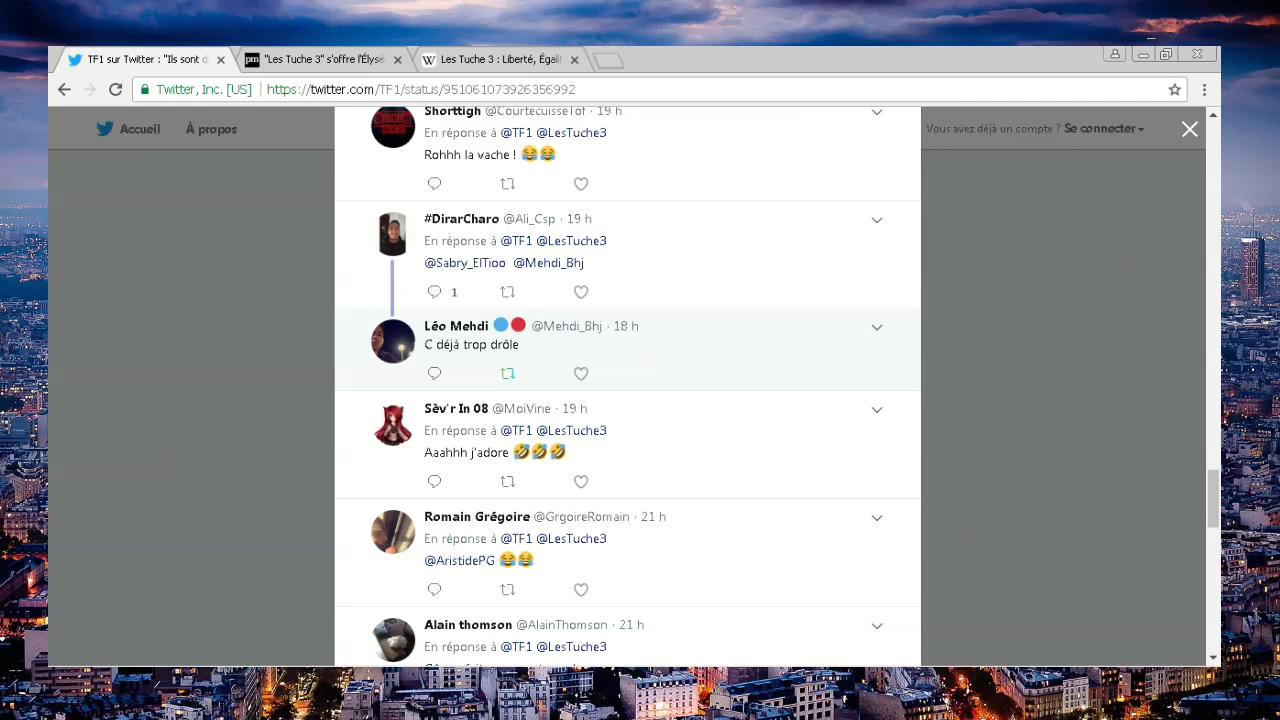 TF1 sur Twitter : "Ils sont d
"Les Tuche 3" s'offre l'Élysé
Les Tuche 3 : Liberté, Égali
Twitter, Inc. [US] | https://twitter.com/TF1/status/951061073926356992
Accueil À propos
Vous avez déjà un compte ? Se connecter
Shorttigh @CourtecuisseTof · 19 h
En réponse à @TF1 @LesTuche3
Rohhh la vache ! 😂😂
#DirarCharo @Ali_Csp · 19 h
En réponse à @TF1 @LesTuche3
@Sabry_ElTioo @Mehdi_Bhj
1
Léo Mehdi 🔵🔴 @Mehdi_Bhj · 18 h
C déjà trop drôle
Sèv'r In 08 @MoiVine · 19 h
En réponse à @TF1 @LesTuche3
Aaahhh j'adore 🤣🤣🤣
Romain Grégoire @GrgoireRomain · 21 h
En réponse à @TF1 @LesTuche3
@AristidePG 😂😂
Alain thomson @AlainThomson · 21 h
En réponse à @TF1 @LesTuche3